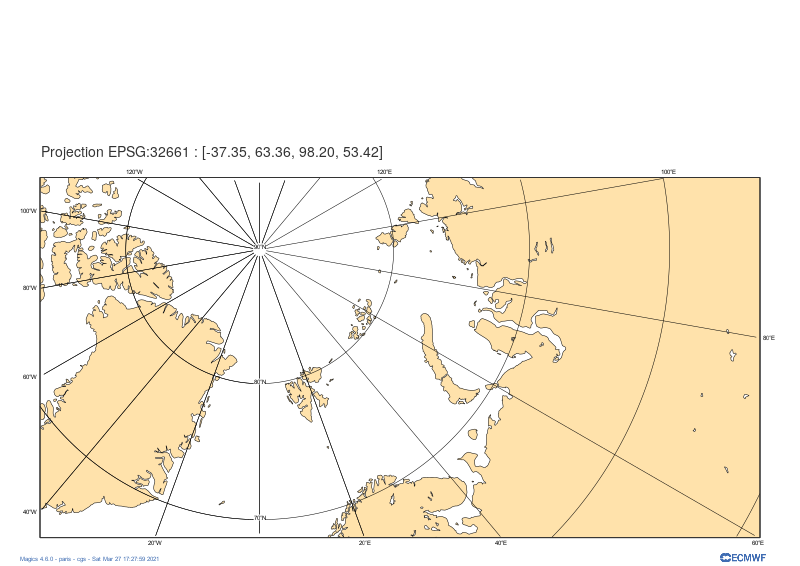 Projection EPSG:32661 : [-37.35, 63.36, 98.20, 53.42]
120°W
120°E
100°E
100°W
90°N
80°W
80°E
60°W
80°N
40°W
70°N
20°W
20°E
40°E
60°E
Magics 4.6.0 - paris - cgs - Sat Mar 27 17:27:59 2021
ECMWF